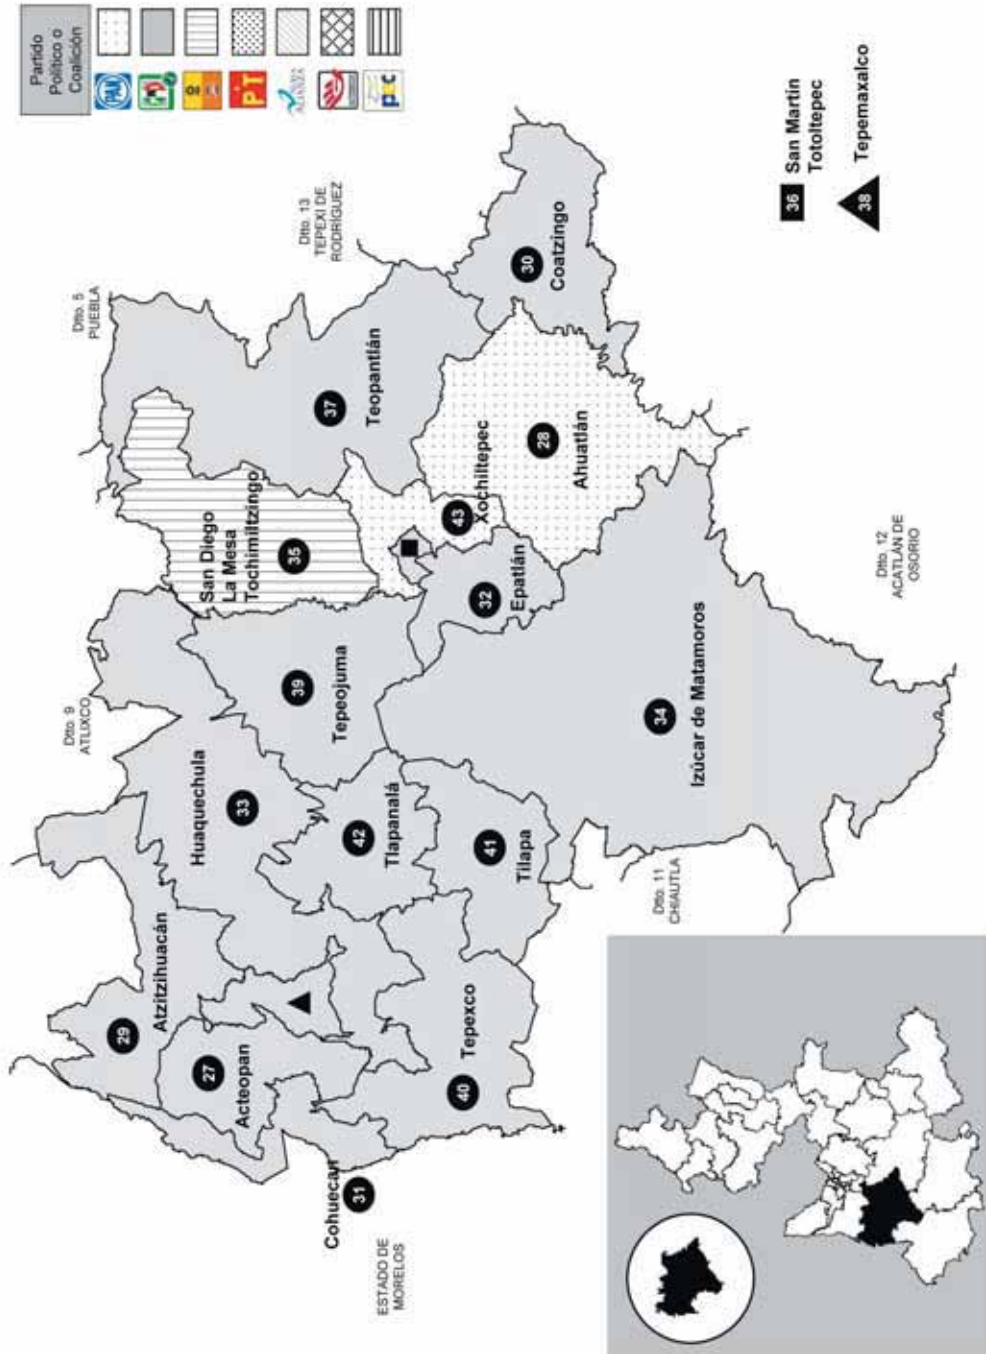 Partido
Político o
Coalición
PAN
PRI
PT
PEC
Dtto. 5
PUEBLA
Dtto. 13
TEPEXI DE
RODRÍGUEZ
Dtto. 9
ATLIXCO
San Diego
La Mesa
Tochimiltzingo
35
37
Teopantlán
30
Coatzingo
28
Ahuatlán
43
Xochiltepec
32
Epatlán
39
Tepeojuma
Huaquechula
33
42
Tlapanalá
41
Tilapa
34
Izúcar de Matamoros
29
Atzitzihuacán
27
Acteopan
40
Tepexco
Cohuecan
31
ESTADO DE
MORELOS
Dtto. 11
CHIAUTLA
Dtto. 12
ACATLÁN DE
OSORIO
36
San Martín
Totoltepec
38
Tepemaxalco